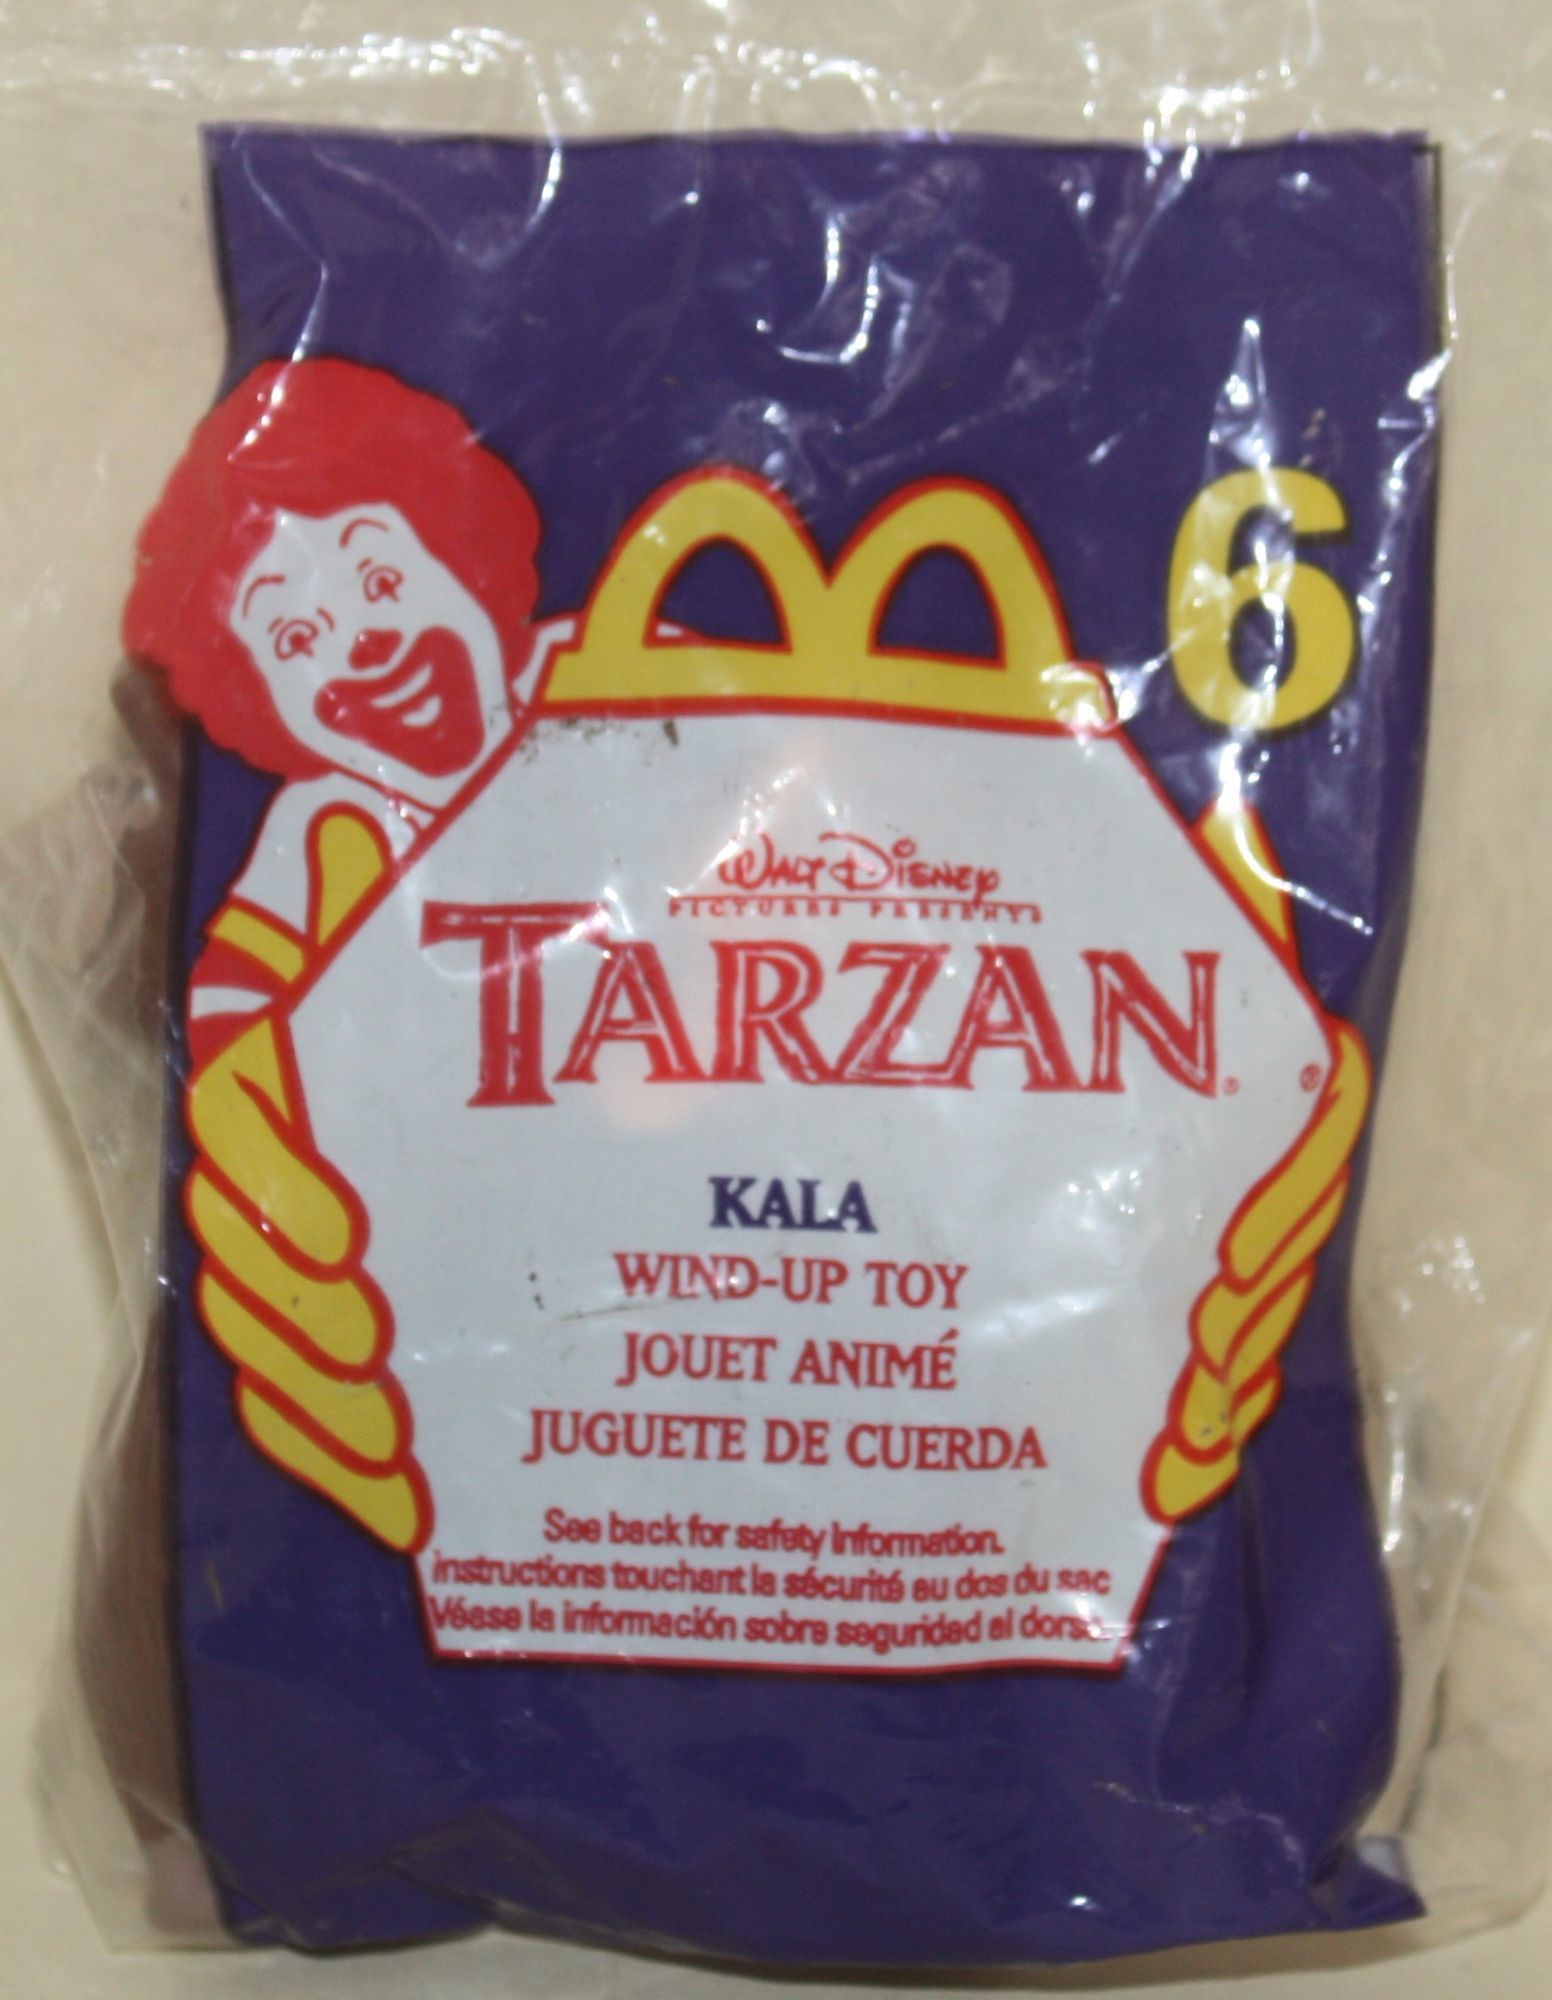 6
WALT DISNEY
PICTURES PRESENTS
TARZAN®
®
KALA
WIND-UP TOY
JOUET ANIMÉ
JUGUETE DE CUERDA
See back for safety information.
instructions touchant la sécurité au dos du sac
Véase la información sobre seguridad al dorso.